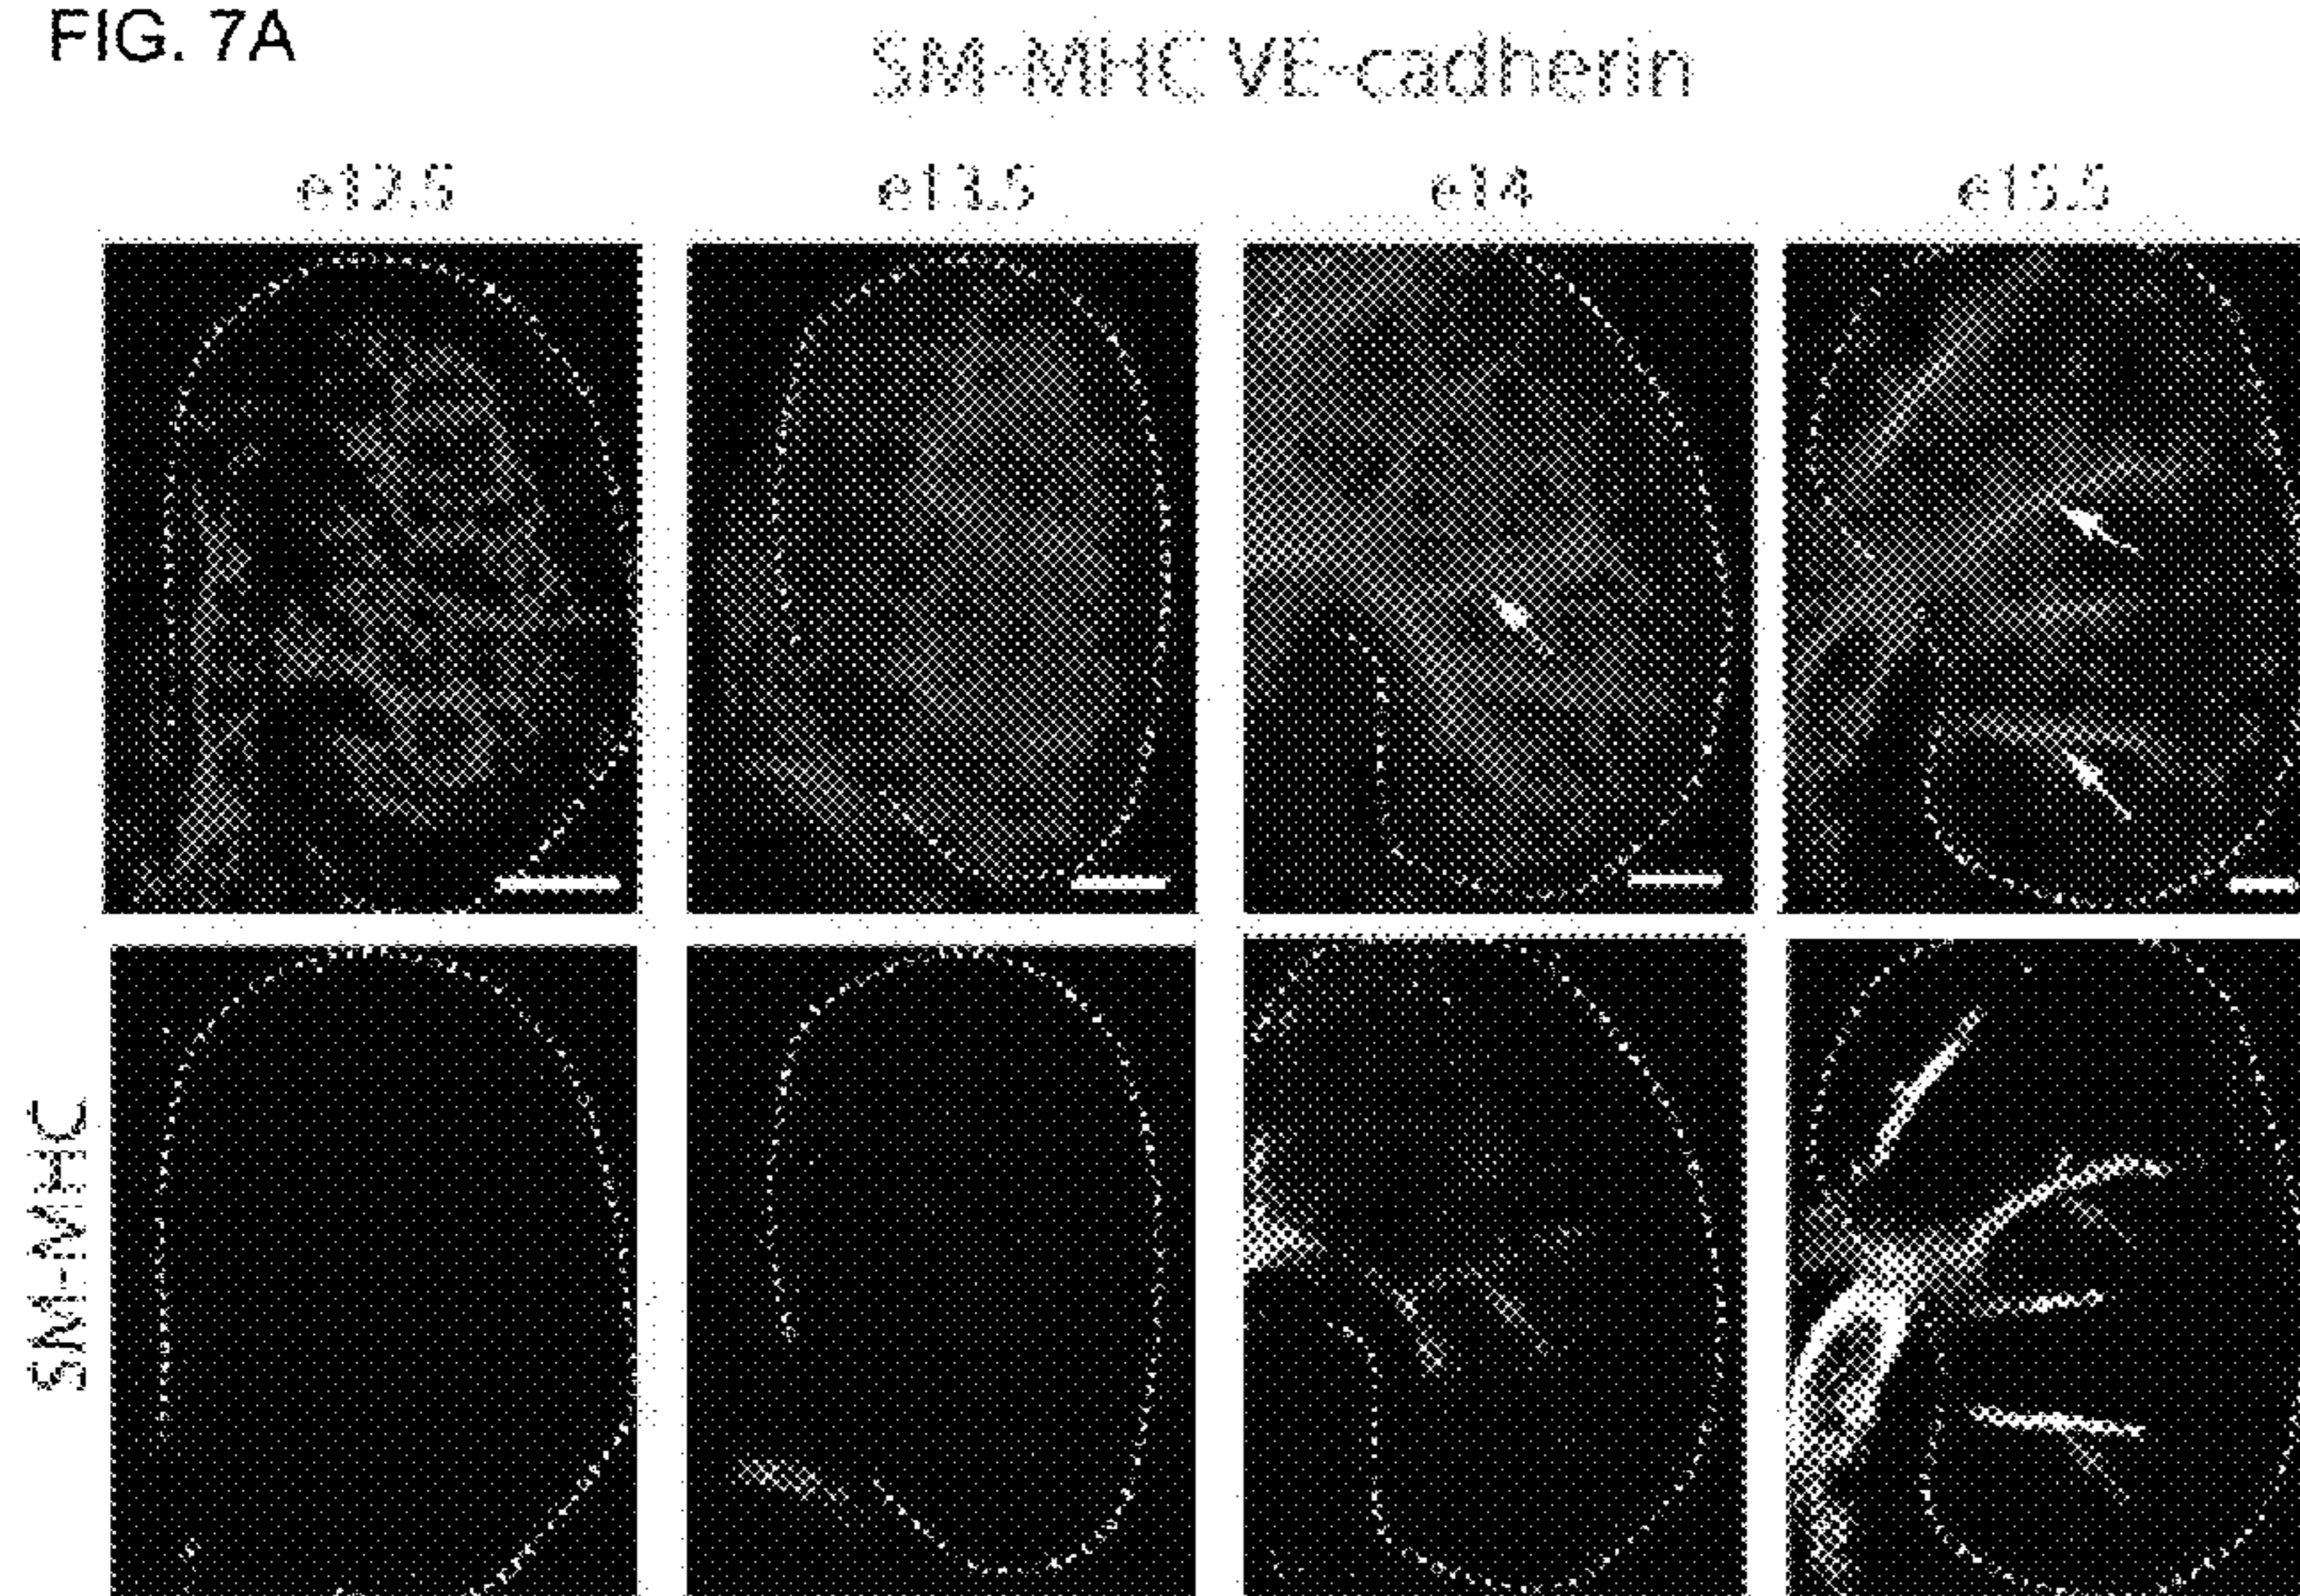 FIG. 7A
SM-MHC VE-cadherin
e12.5
e13.5
e14
e15.5
SM-MHC